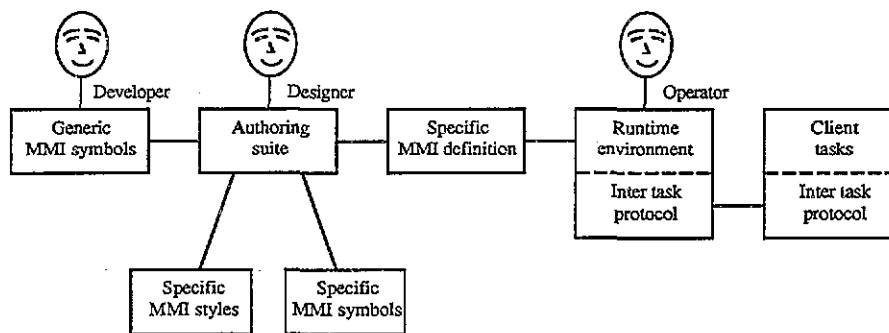 Developer
Designer
Operator
Generic
MMI symbols
Authoring
suite
Specific
MMI definition
Runtime
environment
Client
tasks
Inter task
protocol
Inter task
protocol
Specific
MMI styles
Specific
MMI symbols